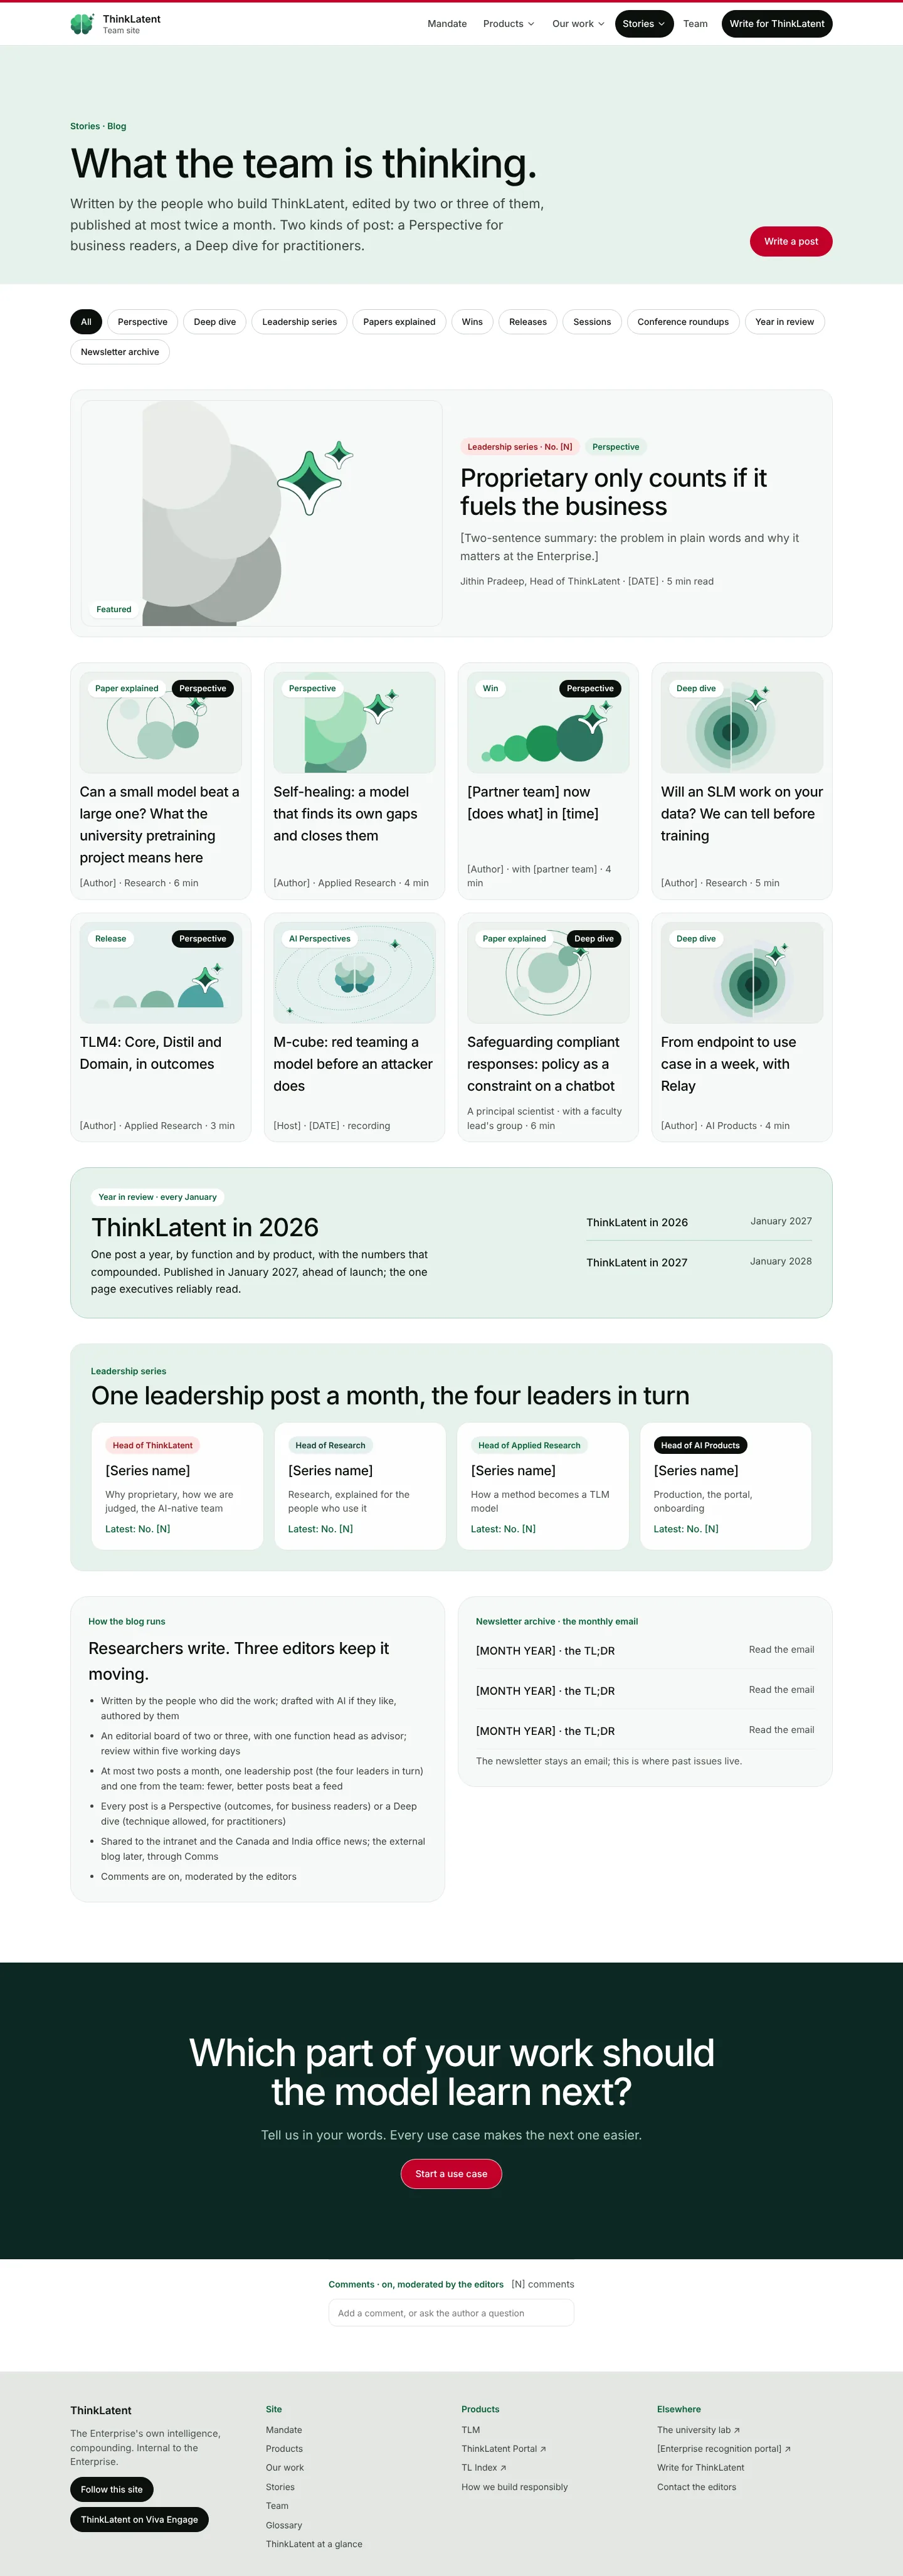 ThinkLatent
Team site
Mandate
Products
Our work
Stories
Team
Write for ThinkLatent
Stories · Blog
What the team is thinking.
Written by the people who build ThinkLatent, edited by two or three of them,
published at most twice a month. Two kinds of post: a Perspective for
business readers, a Deep dive for practitioners.
Write a post
All
Perspective
Deep dive
Leadership series
Papers explained
Wins
Releases
Sessions
Conference roundups
Year in review
Newsletter archive
Featured
Leadership series · No. [N]
Perspective
Proprietary only counts if it
fuels the business
[Two-sentence summary: the problem in plain words and why it
matters at the Enterprise.]
Jithin Pradeep, Head of ThinkLatent · [DATE] · 5 min read
Paper explained
Perspective
Can a small model beat a
large one? What the
university pretraining
project means here
[Author] · Research · 6 min
Perspective
Self-healing: a model
that finds its own gaps
and closes them
[Author] · Applied Research · 4 min
Win
Perspective
[Partner team] now
[does what] in [time]
[Author] · with [partner team] · 4
min
Deep dive
Will an SLM work on your
data? We can tell before
training
[Author] · Research · 5 min
Release
Perspective
TLM4: Core, Distil and
Domain, in outcomes
[Author] · Applied Research · 3 min
AI Perspectives
M-cube: red teaming a
model before an attacker
does
[Host] · [DATE] · recording
Paper explained
Deep dive
Safeguarding compliant
responses: policy as a
constraint on a chatbot
A principal scientist · with a faculty
lead's group · 6 min
Deep dive
From endpoint to use
case in a week, with
Relay
[Author] · AI Products · 4 min
Year in review · every January
ThinkLatent in 2026
One post a year, by function and by product, with the numbers that
compounded. Published in January 2027, ahead of launch; the one
page executives reliably read.
ThinkLatent in 2026
January 2027
ThinkLatent in 2027
January 2028
Leadership series
One leadership post a month, the four leaders in turn
Head of ThinkLatent
[Series name]
Why proprietary, how we are
judged, the AI-native team
Latest: No. [N]
Head of Research
[Series name]
Research, explained for the
people who use it
Latest: No. [N]
Head of Applied Research
[Series name]
How a method becomes a TLM
model
Latest: No. [N]
Head of AI Products
[Series name]
Production, the portal,
onboarding
Latest: No. [N]
How the blog runs
Researchers write. Three editors keep it
moving.
• Written by the people who did the work; drafted with AI if they like,
authored by them
• An editorial board of two or three, with one function head as advisor;
review within five working days
• At most two posts a month, one leadership post (the four leaders in turn)
and one from the team: fewer, better posts beat a feed
• Every post is a Perspective (outcomes, for business readers) or a Deep
dive (technique allowed, for practitioners)
• Shared to the intranet and the Canada and India office news; the external
blog later, through Comms
• Comments are on, moderated by the editors
Newsletter archive · the monthly email
[MONTH YEAR] · the TL;DR
Read the email
[MONTH YEAR] · the TL;DR
Read the email
[MONTH YEAR] · the TL;DR
Read the email
The newsletter stays an email; this is where past issues live.
Which part of your work should
the model learn next?
Tell us in your words. Every use case makes the next one easier.
Start a use case
Comments · on, moderated by the editors
[N] comments
Add a comment, or ask the author a question
ThinkLatent
The Enterprise's own intelligence,
compounding. Internal to the
Enterprise.
Follow this site
ThinkLatent on Viva Engage
Site
Mandate
Products
Our work
Stories
Team
Glossary
ThinkLatent at a glance
Products
TLM
ThinkLatent Portal ↗
TL Index ↗
How we build responsibly
Elsewhere
The university lab ↗
[Enterprise recognition portal] ↗
Write for ThinkLatent
Contact the editors